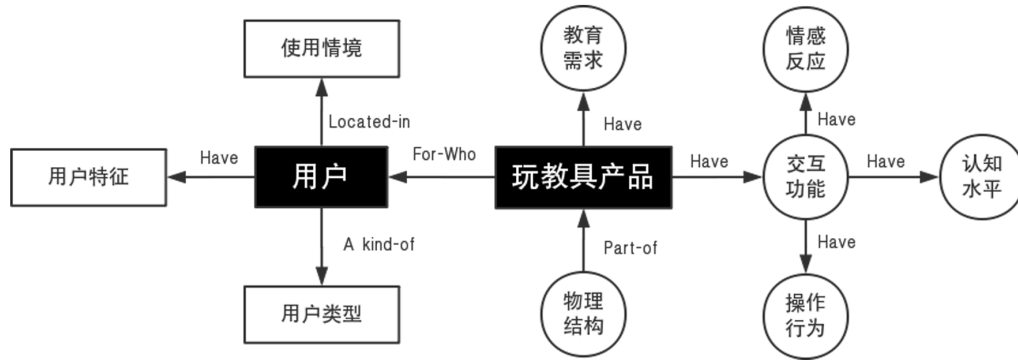 使用情境
教育
需求
情感
反应
Located-in
Have
Have
Have
For-Who
Have
Have
用户特征
用户
玩教具产品
交互
功能
认知
水平
A kind-of
Part-of
Have
用户类型
物理
结构
操作
行为